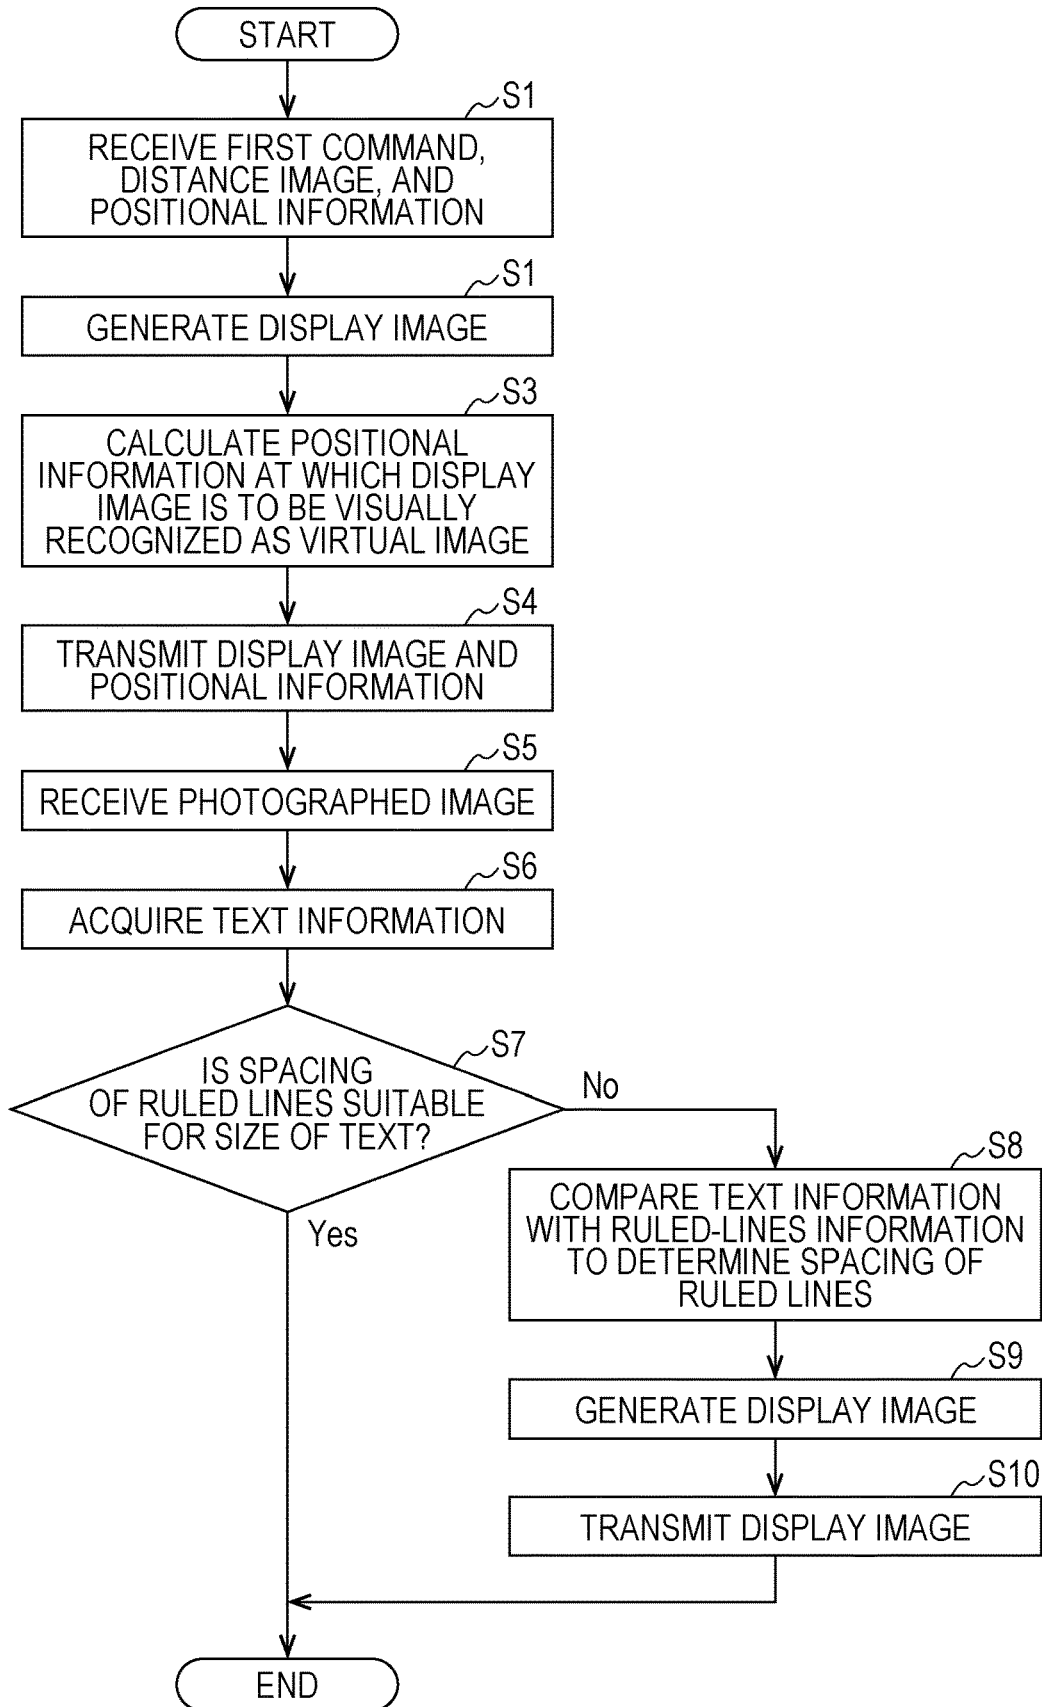 START
S1
RECEIVE FIRST COMMAND,
DISTANCE IMAGE, AND
POSITIONAL INFORMATION
S1
GENERATE DISPLAY IMAGE
S3
CALCULATE POSITIONAL
INFORMATION AT WHICH DISPLAY
IMAGE IS TO BE VISUALLY
RECOGNIZED AS VIRTUAL IMAGE
S4
TRANSMIT DISPLAY IMAGE AND
POSITIONAL INFORMATION
S5
RECEIVE PHOTOGRAPHED IMAGE
S6
ACQUIRE TEXT INFORMATION
S7
IS SPACING
OF RULED LINES SUITABLE
FOR SIZE OF TEXT?
No
Yes
S8
COMPARE TEXT INFORMATION
WITH RULED-LINES INFORMATION
TO DETERMINE SPACING OF
RULED LINES
S9
GENERATE DISPLAY IMAGE
S10
TRANSMIT DISPLAY IMAGE
END